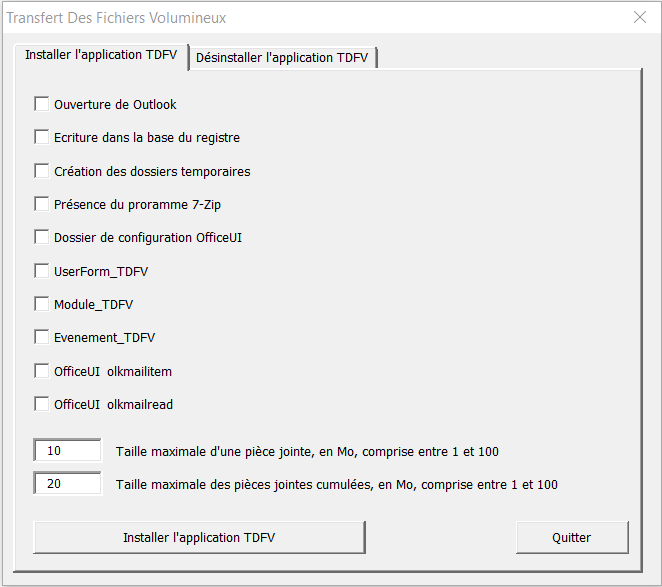 Transfert Des Fichiers Volumineux
Installer l'application TDFV
Désinstaller l'application TDFV
Ouverture de Outlook
Ecriture dans la base du registre
Création des dossiers temporaires
Présence du proramme 7-Zip
Dossier de configuration OfficeUI
UserForm_TDFV
Module_TDFV
Evenement_TDFV
OfficeUI olkmailitem
OfficeUI olkmailread
10 Taille maximale d'une pièce jointe, en Mo, comprise entre 1 et 100
20 Taille maximale des pièces jointes cumulées, en Mo, comprise entre 1 et 100
Installer l'application TDFV
Quitter